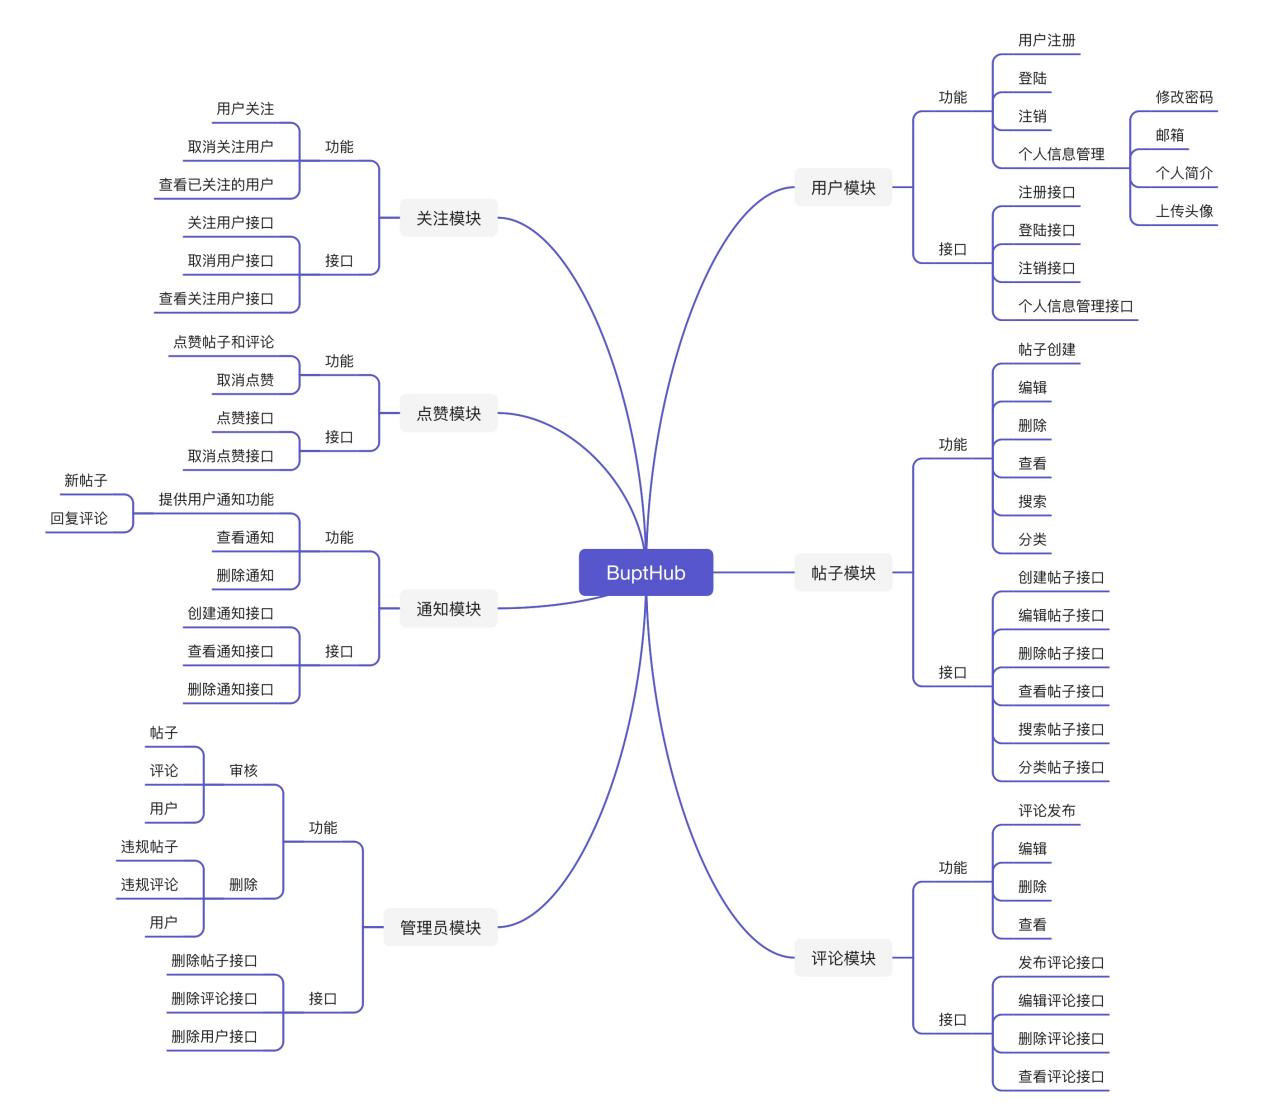 BuptHub
用户模块
功能
用户注册
登陆
注销
个人信息管理
修改密码
邮箱
个人简介
上传头像
接口
注册接口
登陆接口
注销接口
个人信息管理接口
帖子模块
功能
帖子创建
编辑
删除
查看
搜索
分类
接口
创建帖子接口
编辑帖子接口
删除帖子接口
查看帖子接口
搜索帖子接口
分类帖子接口
评论模块
功能
评论发布
编辑
删除
查看
接口
发布评论接口
编辑评论接口
删除评论接口
查看评论接口
关注模块
功能
用户关注
取消关注用户
查看已关注的用户
接口
关注用户接口
取消用户接口
查看关注用户接口
点赞模块
功能
点赞帖子和评论
取消点赞
接口
点赞接口
取消点赞接口
通知模块
功能
提供用户通知功能
新帖子
回复评论
查看通知
删除通知
接口
创建通知接口
查看通知接口
删除通知接口
管理员模块
功能
审核
帖子
评论
用户
删除
违规帖子
违规评论
用户
接口
删除帖子接口
删除评论接口
删除用户接口